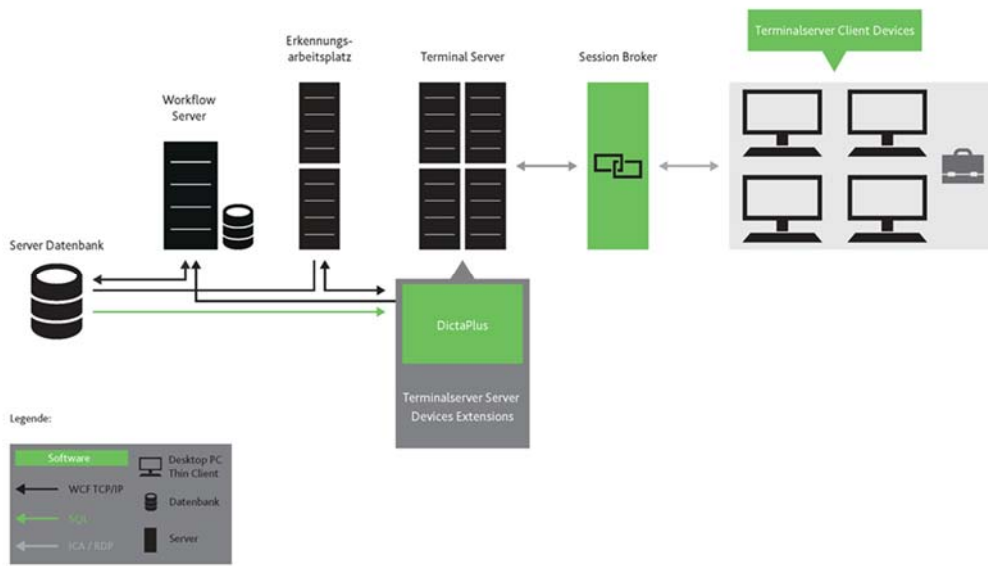 Terminalserver Client Devices
Erkennungs-
arbeitsplatz
Terminal Server
Session Broker
Workflow
Server
Server Datenbank
DictaPlus
Terminalserver Server
Devices Extensions
Legende:
Software
Desktop PC
Thin Client
WCF TCP/IP
Datenbank
SQL
Server
ICA / RDP